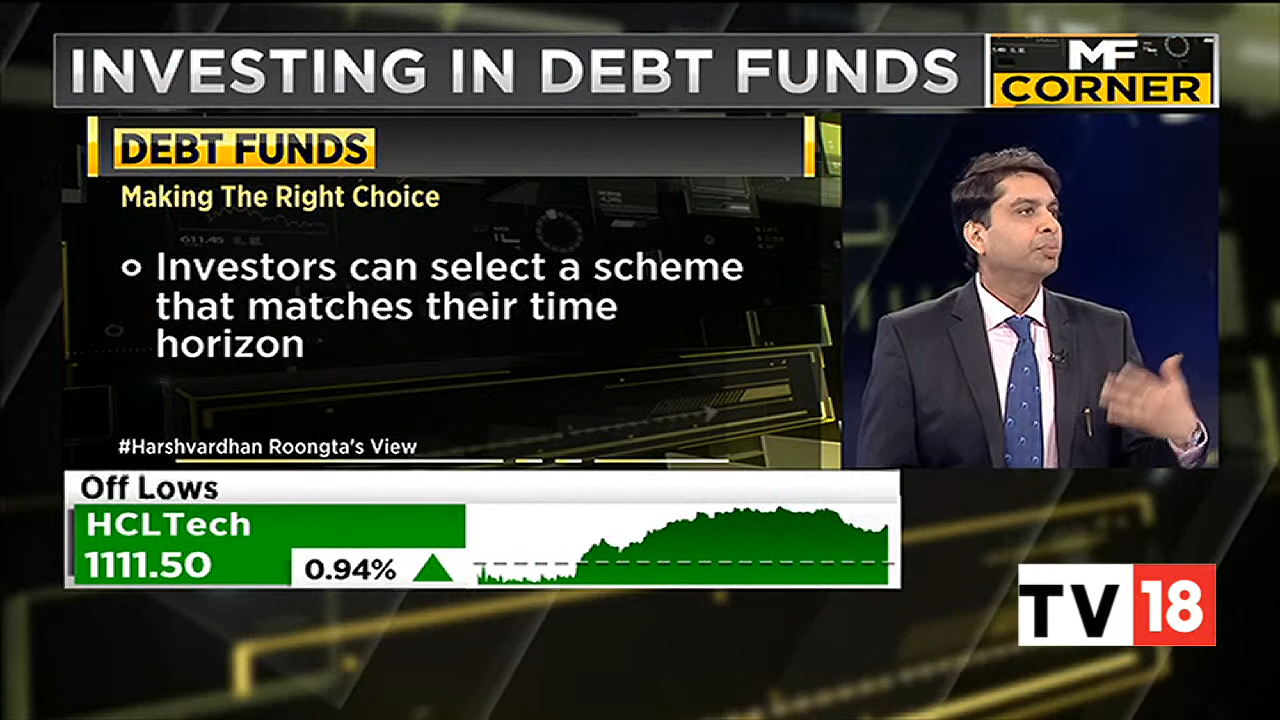 INVESTING IN DEBT FUNDS
MF
CORNER
DEBT FUNDS
Making The Right Choice
Investors can select a scheme
that matches their time
horizon
#Harshvardhan Roongta's View
Off Lows
HCLTech
1111.50
0.94%
TV18